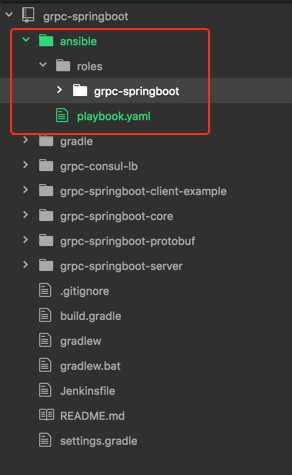 grpc-springboot
ansible
roles
grpc-springboot
playbook.yaml
gradle
grpc-consul-lb
grpc-springboot-client-example
grpc-springboot-core
grpc-springboot-protobuf
grpc-springboot-server
.gitignore
build.gradle
gradlew
gradlew.bat
Jenkinsfile
README.md
settings.gradle